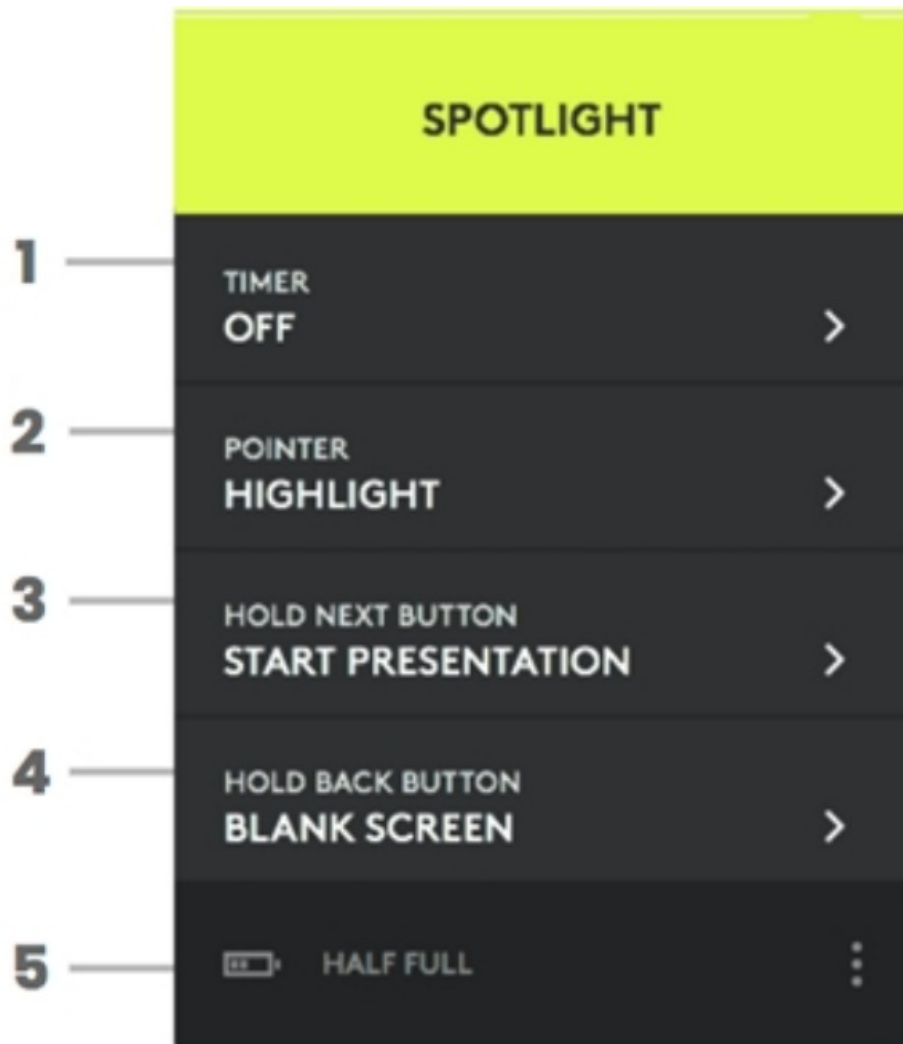 SPOTLIGHT
1
TIMER
OFF
2
POINTER
HIGHLIGHT
3
HOLD NEXT BUTTON
START PRESENTATION
4
HOLD BACK BUTTON
BLANK SCREEN
5
HALF FULL